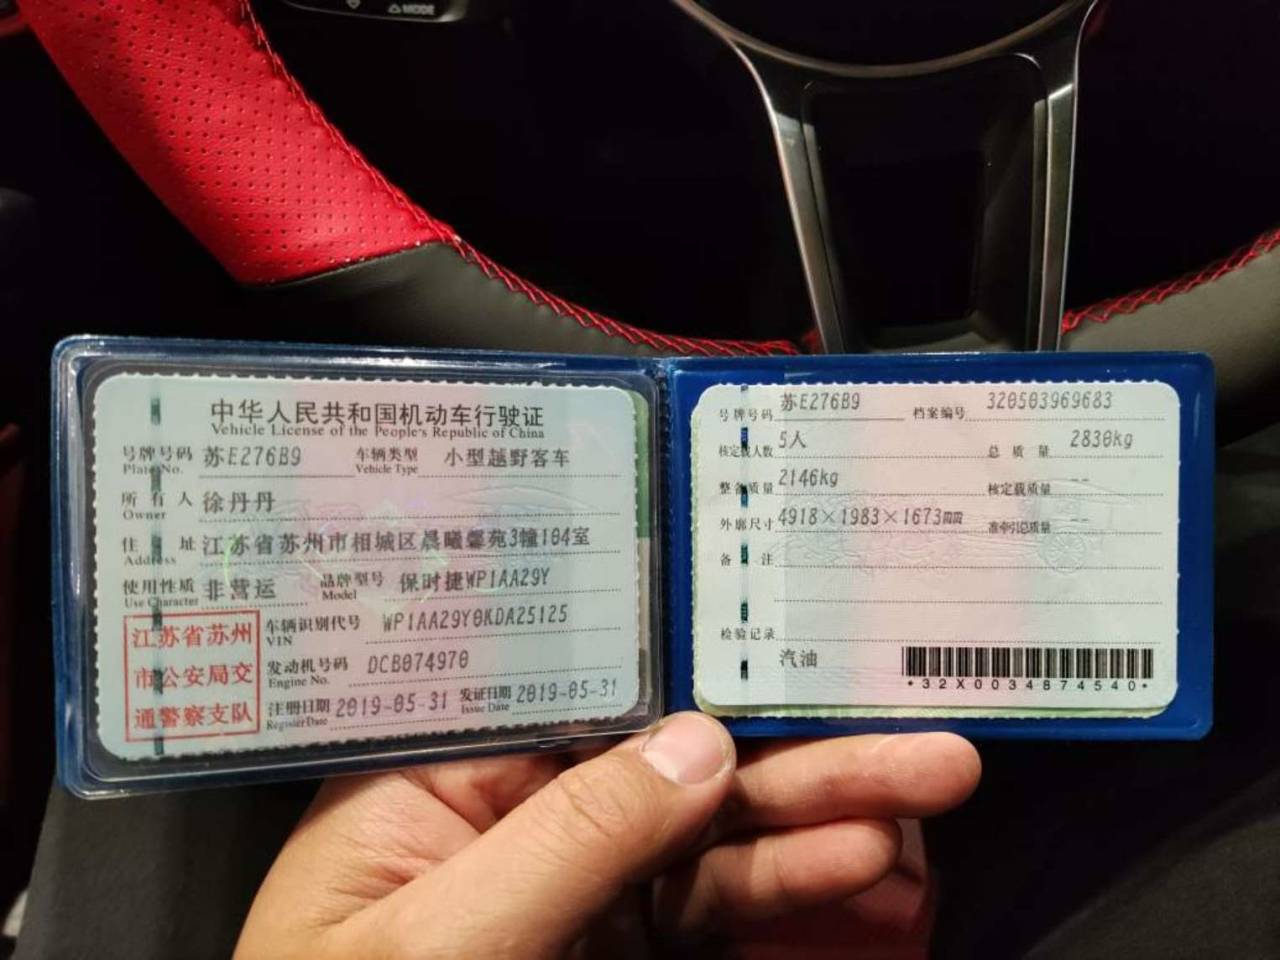 △MODE
中华人民共和国机动车行驶证
Vehicle License of the People's Republic of China
号牌号码 苏E276B9 车辆类型 小型越野客车
Plate No. Vehicle Type
所有人 徐丹丹
Owner
住址 江苏省苏州市相城区晨曦馨苑3幢104室
Address
使用性质 非营运 品牌型号 保时捷WP1AA29Y
Use Character Model
江苏省苏州
市公安局交
通警察支队
车辆识别代号 WP1AA29Y0KDA25125
VIN
发动机号码 DCB074970
Engine No.
注册日期 2019-05-31 发证日期 2019-05-31
Register Date Issue Date
号牌号码 苏E276B9 档案编号 320503969683
核定载人数 5人 总质量 2830kg
整备质量 2146kg 核定载质量 --
外廓尺寸 4918×1983×1673mm 准牵引总质量 --
备注
检验记录
汽油
*32X0034874540*